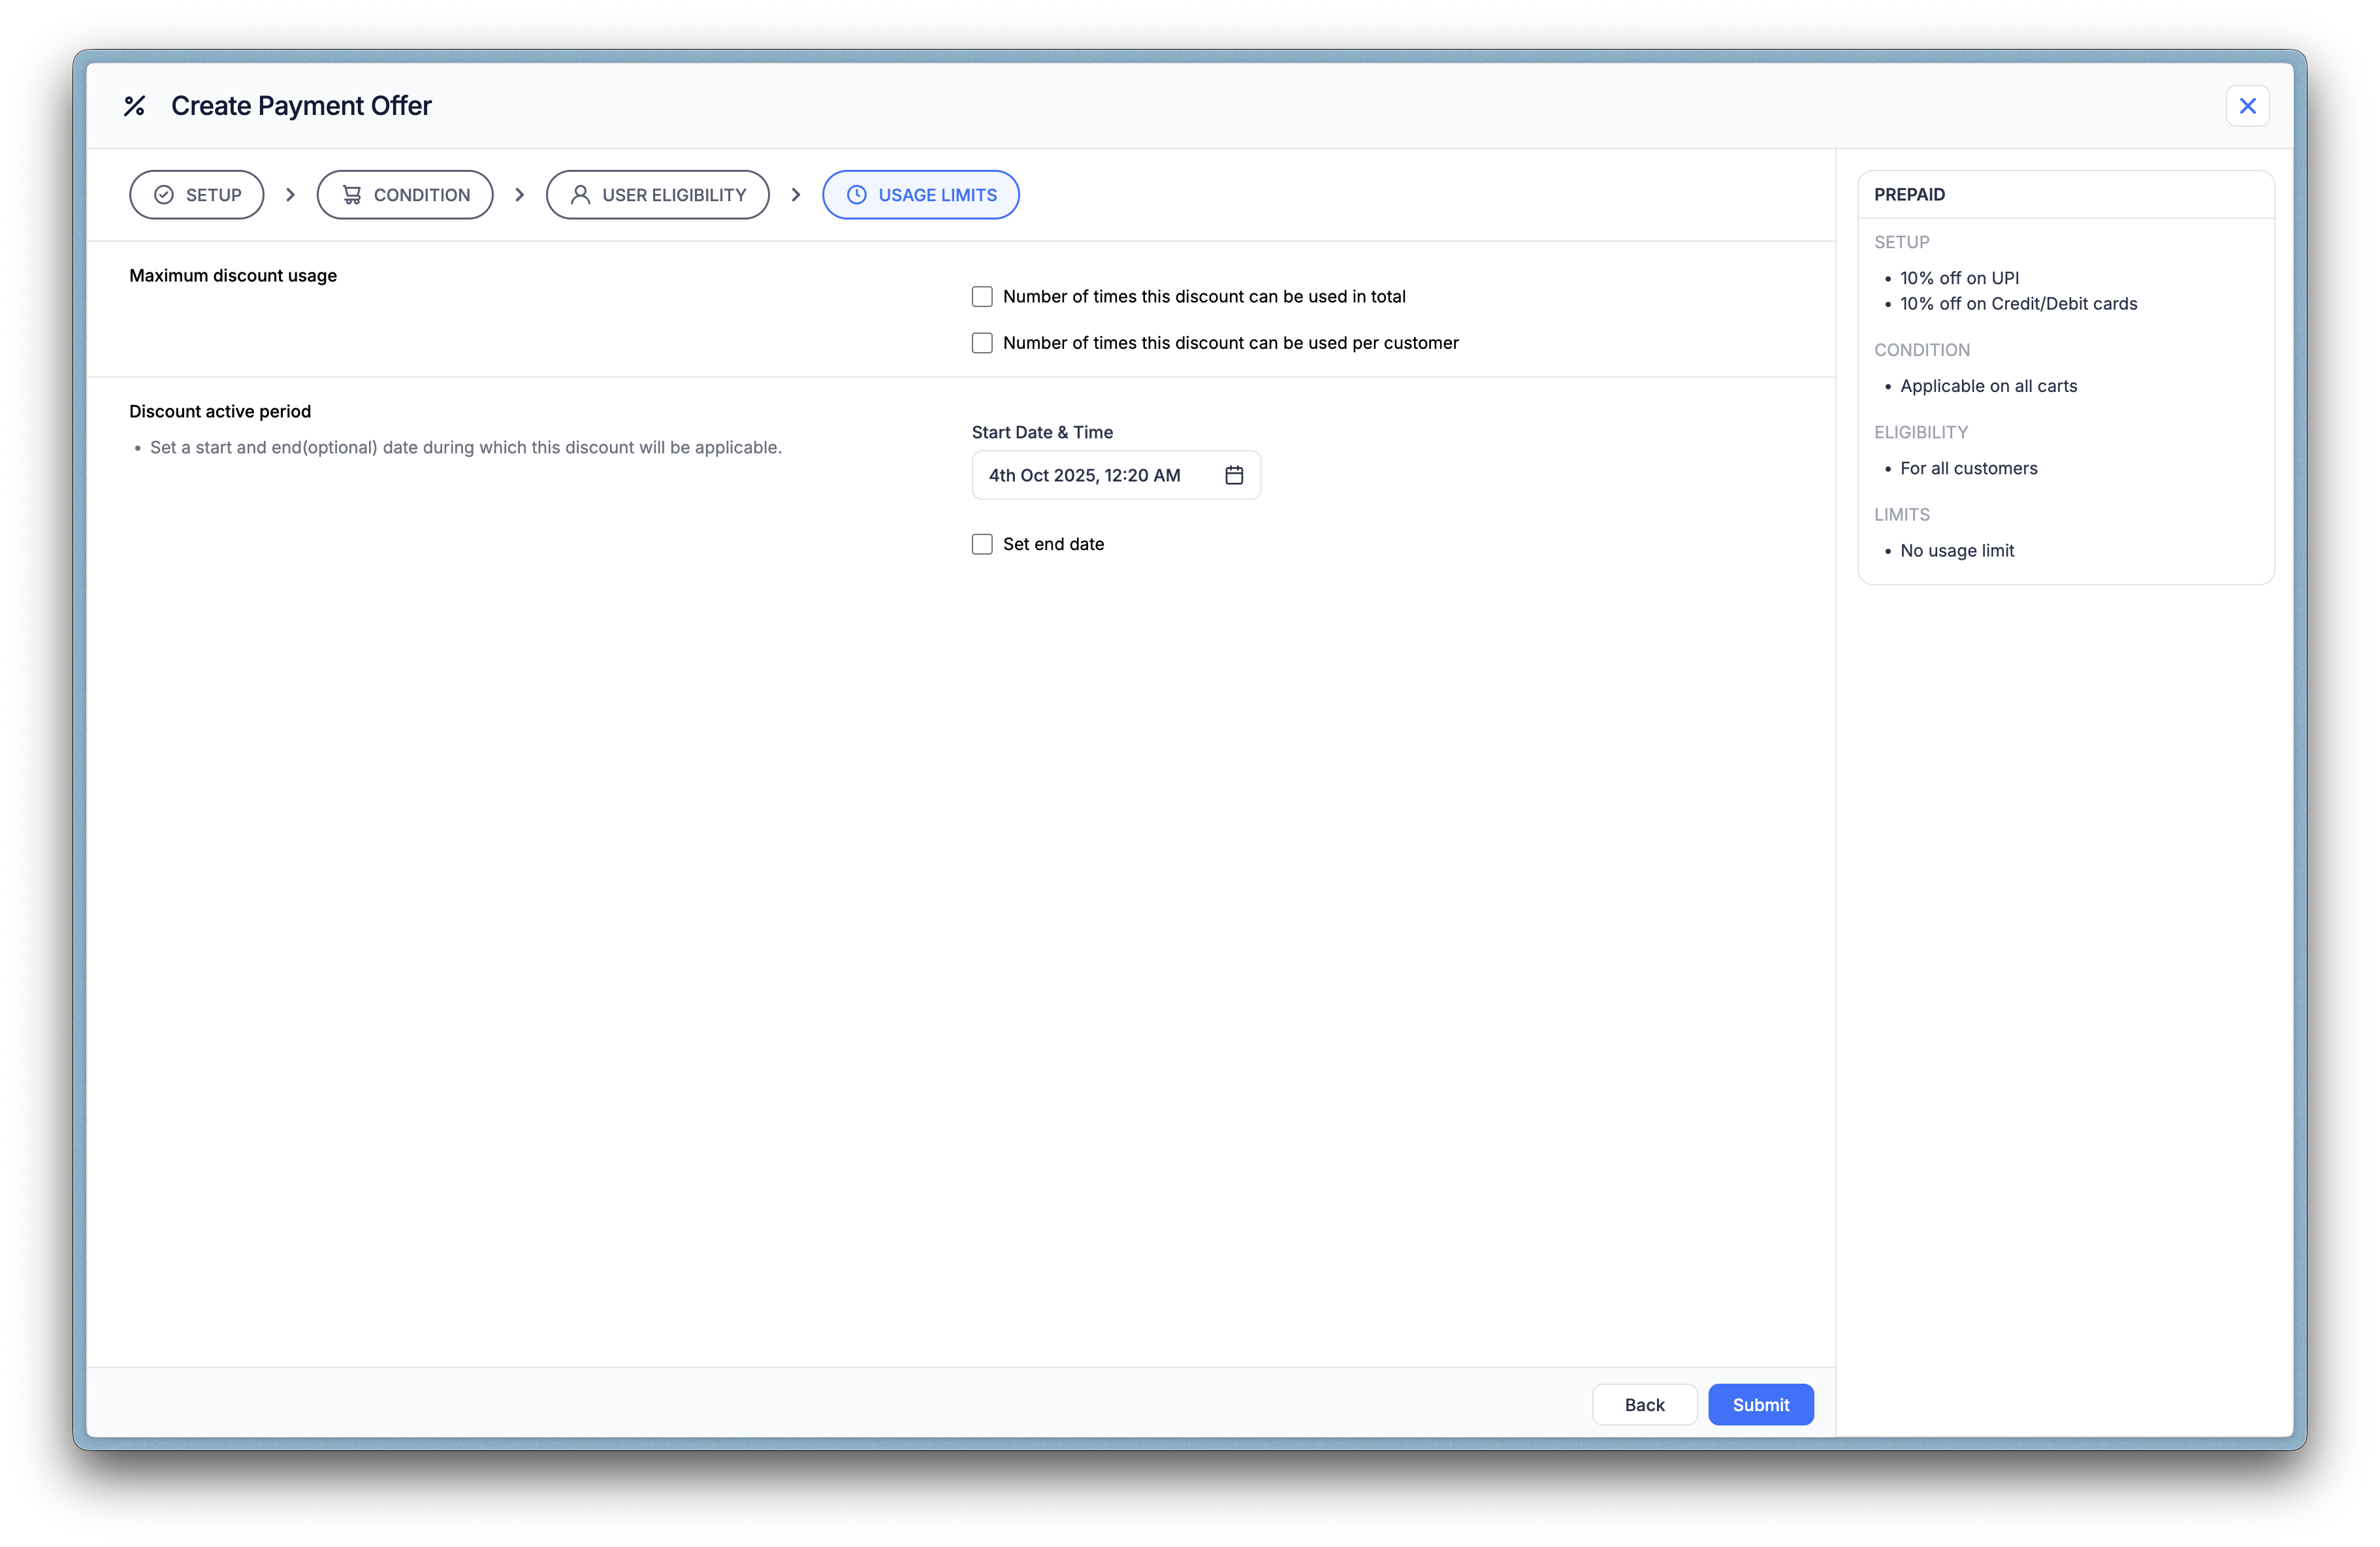 Create Payment Offer
SETUP
CONDITION
USER ELIGIBILITY
USAGE LIMITS
Maximum discount usage
Number of times this discount can be used in total
Number of times this discount can be used per customer
Discount active period
• Set a start and end(optional) date during which this discount will be applicable.
Start Date & Time
4th Oct 2025, 12:20 AM
Set end date
Back
Submit
PREPAID
SETUP
• 10% off on UPI
• 10% off on Credit/Debit cards
CONDITION
• Applicable on all carts
ELIGIBILITY
• For all customers
LIMITS
• No usage limit